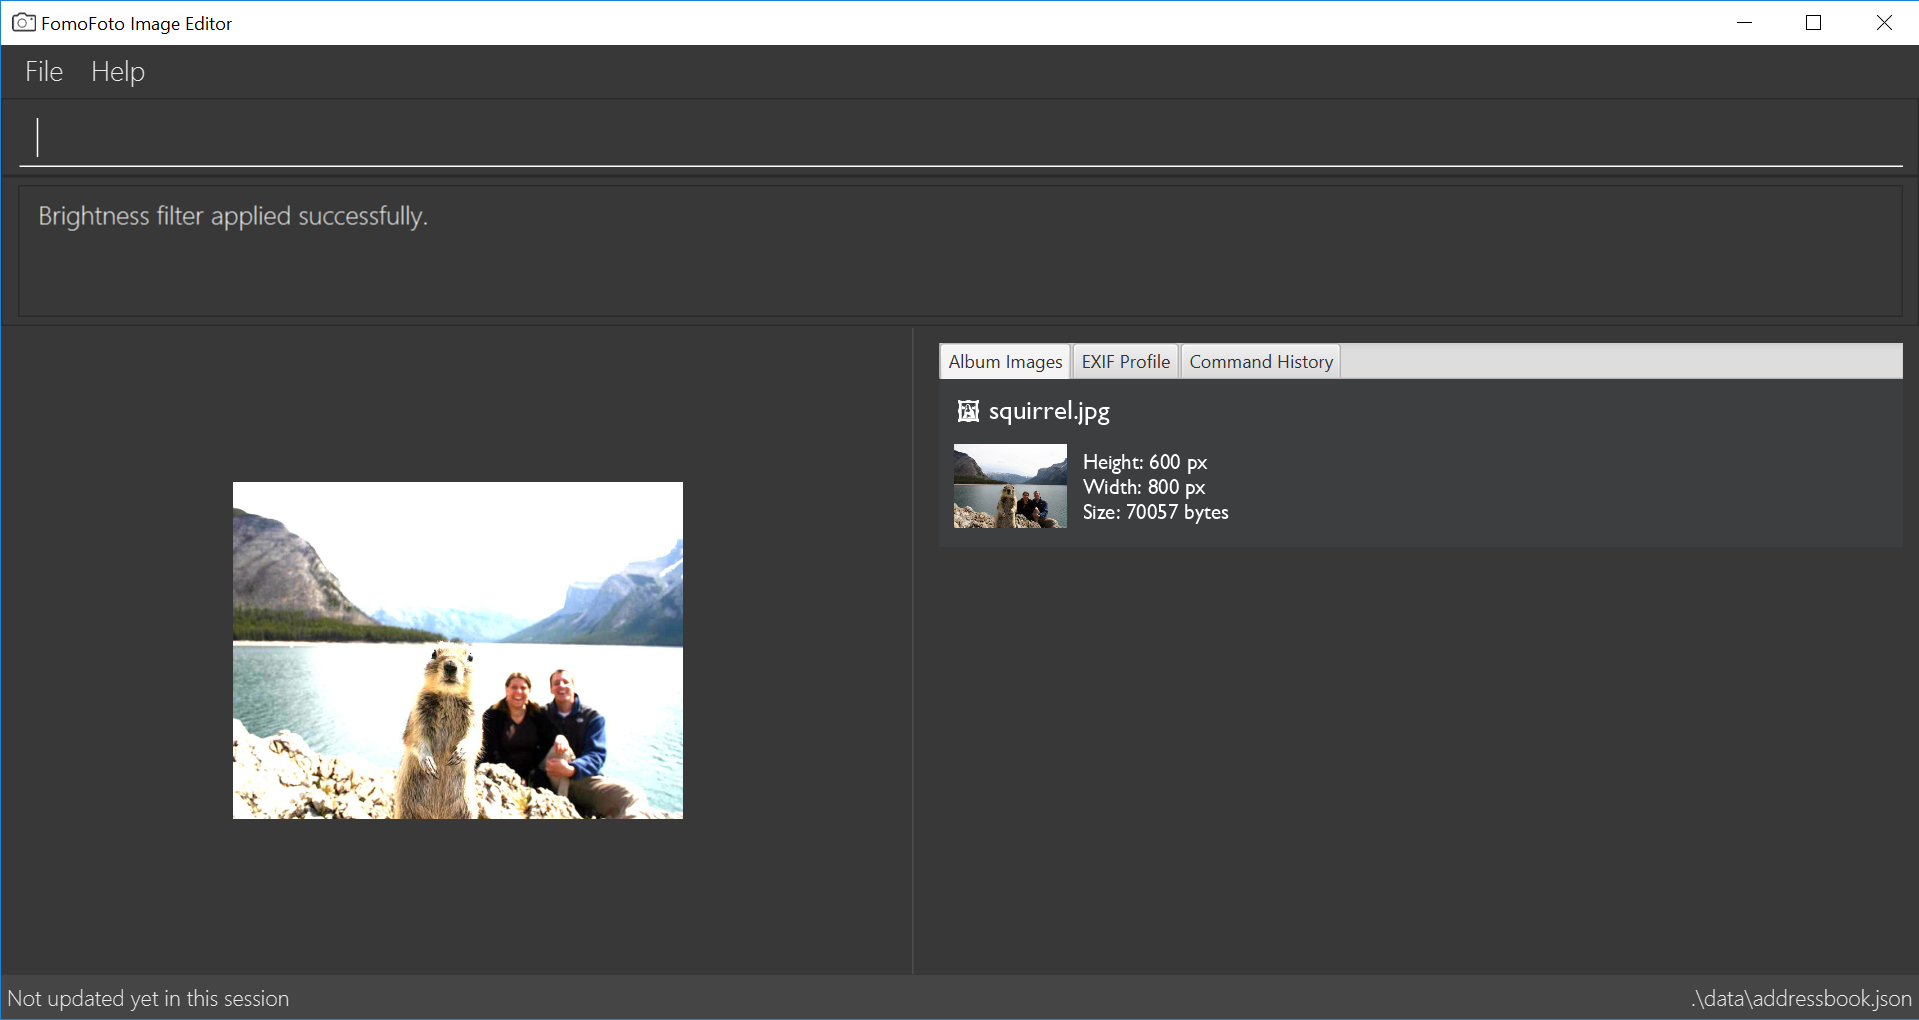 FomoFoto Image Editor
File Help
Brightness filter applied successfully.
Album Images EXIF Profile Command History
squirrel.jpg
Height: 600 px
Width: 800 px
Size: 70057 bytes
Not updated yet in this session .\data\addressbook.json